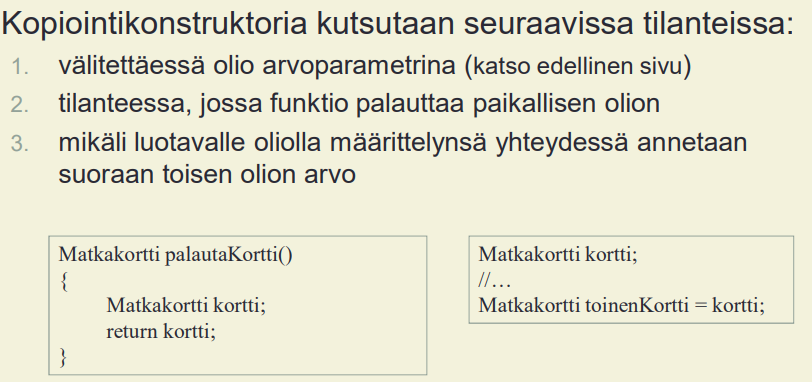 Kopiointikonstruktoria kutsutaan seuraavissa tilanteissa:
1. välitettäessä olio arvoparametrina (katso edellinen sivu)
2. tilanteessa, jossa funktio palauttaa paikallisen olion
3. mikäli luotavalle oliolla määrittelynsä yhteydessä annetaan
suoraan toisen olion arvo
Matkakortti palautaKortti()
{
Matkakortti kortti;
return kortti;
}
Matkakortti kortti;
//…
Matkakortti toinenKortti = kortti;